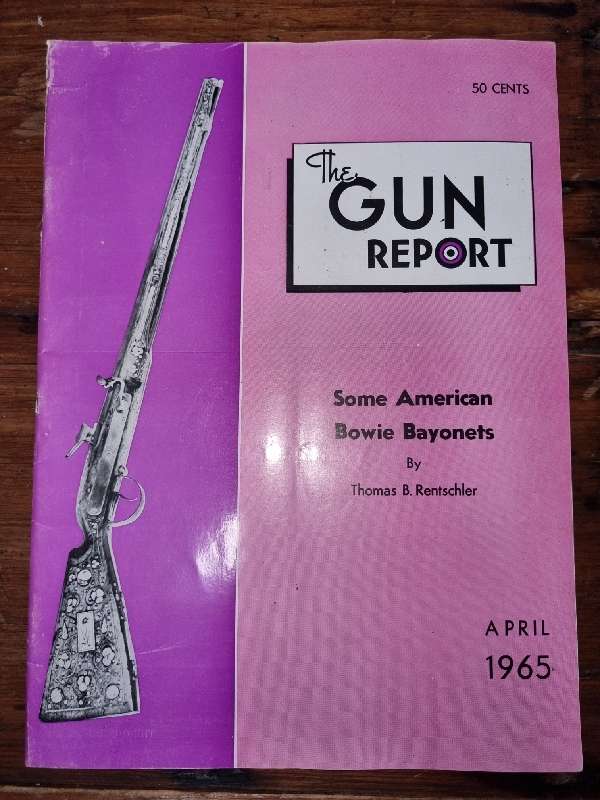 50 CENTS
The
GUN
REPORT
Some American
Bowie Bayonets
By
Thomas B. Rentschler
APRIL
1965